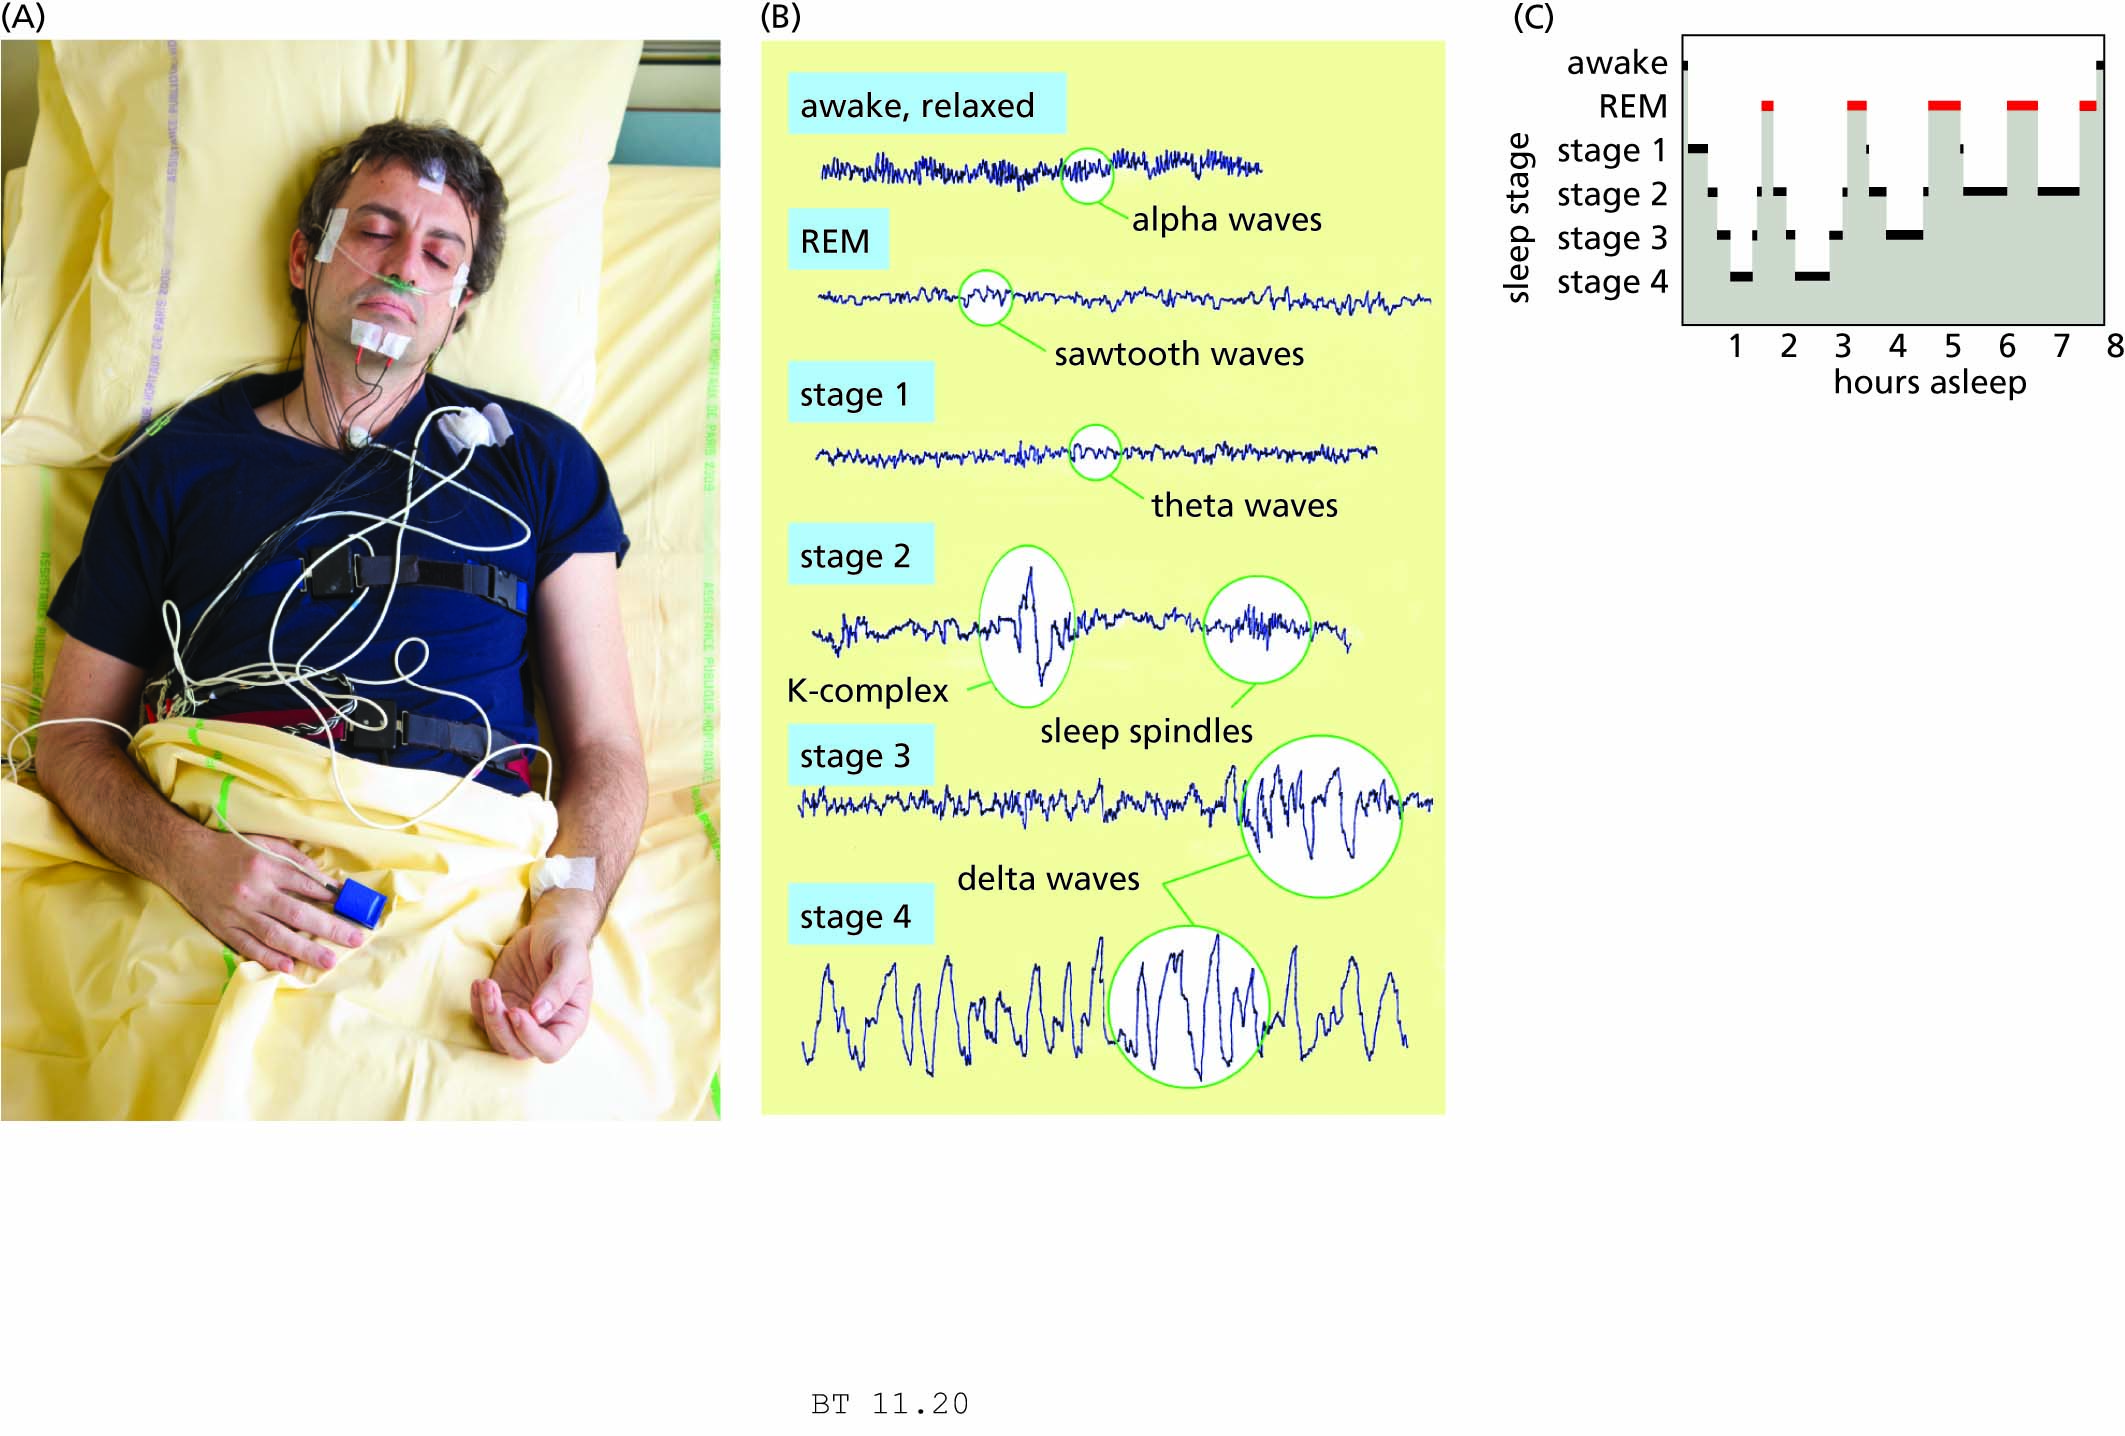 (A)
(B)
awake, relaxed
alpha waves
REM
sawtooth waves
stage 1
theta waves
stage 2
K-complex
sleep spindles
stage 3
delta waves
stage 4
(C)
sleep stage
awake
REM
stage 1
stage 2
stage 3
stage 4
1 2 3 4 5 6 7 8
hours asleep
BT 11.20